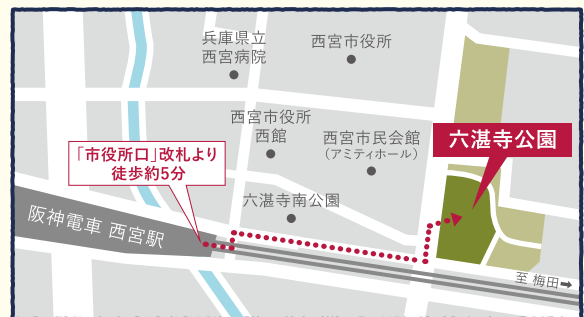 兵庫県立
西宮病院
西宮市役所
西宮市役所
西館
西宮市民会館
(アミティホール)
六湛寺公園
「市役所口」改札より
徒歩約5分
六湛寺南公園
阪神電車 西宮駅
至 梅田